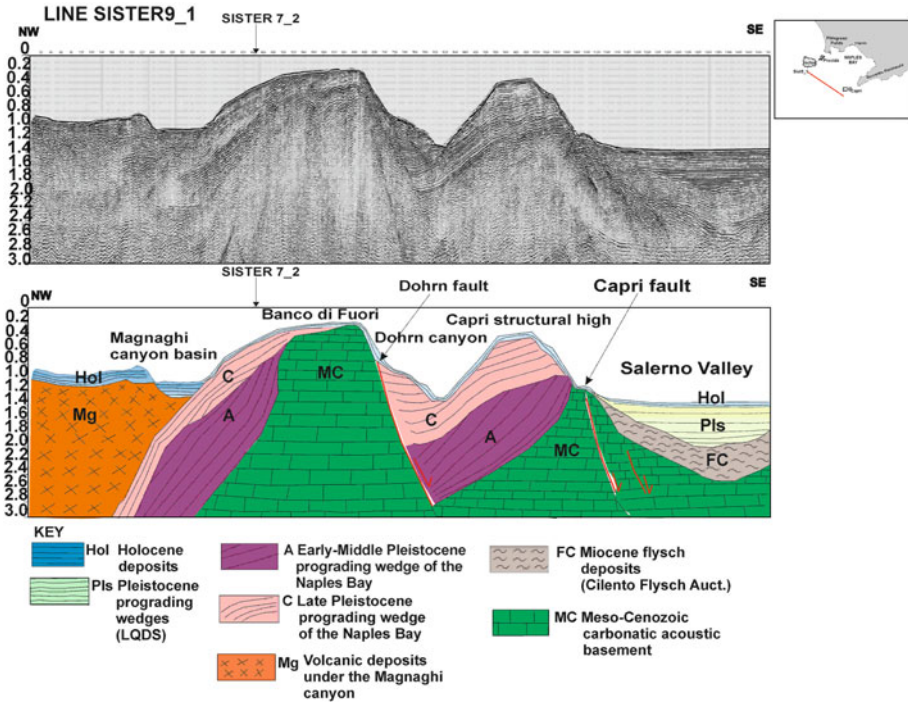 LINE SISTER9_1
NW
SISTER 7_2
SE
0
0.2
0.4
0.6
0.8
1.0
1.2
1.4
1.6
1.8
2.0
2.2
2.4
2.6
2.8
3.0
NAPLES
BAY
Capri
SISTER 7_2
NW
Dohrn fault
Capri fault
SE
0
0.2
0.4
0.6
0.8
1.0
1.2
1.4
1.6
1.8
2.0
2.2
2.4
2.6
2.8
3.0
Banco di Fuori
Magnaghi
canyon basin
Dohrn canyon
Capri structural high
Salerno Valley
Hol
Mg
C
A
MC
C
A
MC
Hol
Pls
FC
KEY
Hol Holocene
deposits
Pls Pleistocene
prograding
wedges
(LQDS)
A Early-Middle Pleistocene
prograding wedge of the
Naples Bay
C Late Pleistocene
prograding wedge
of the Naples Bay
Mg Volcanic deposits
under the Magnaghi
canyon
FC Miocene flysch
deposits
(Cilento Flysch Auct.)
MC Meso-Cenozoic
carbonatic acoustic
basement